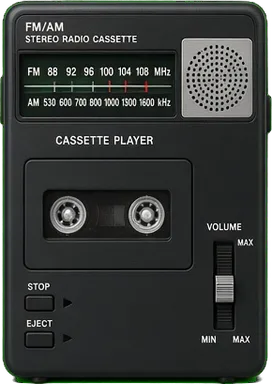 FM/AM
STEREO RADIO CASSETTE
FM 88 92 96 100 104 108 MHz
AM 530 600 700 800 1000 1300 1600 kHz
CASSETTE PLAYER
VOLUME
MAX
STOP
EJECT
MIN MAX